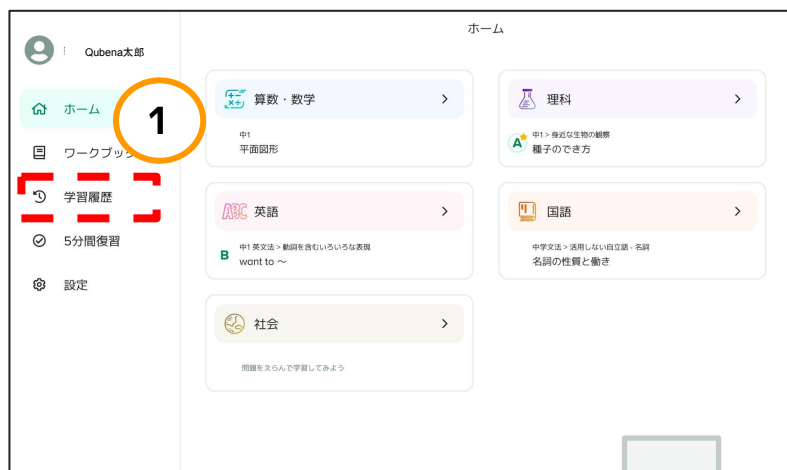 ホーム
Qubena太郎
ホーム
1
ワークブック
学習履歴
5分間復習
設定
算数・数学
中1
平面図形
理科
A
中1 > 身近な生物の観察
種子のでき方
ABC 英語
B
中1 英文法 > 動詞を含むいろいろな表現
want to ～
国語
中学文法 > 活用しない自立語 - 名詞
名詞の性質と働き
社会
問題をえらんで学習してみよう